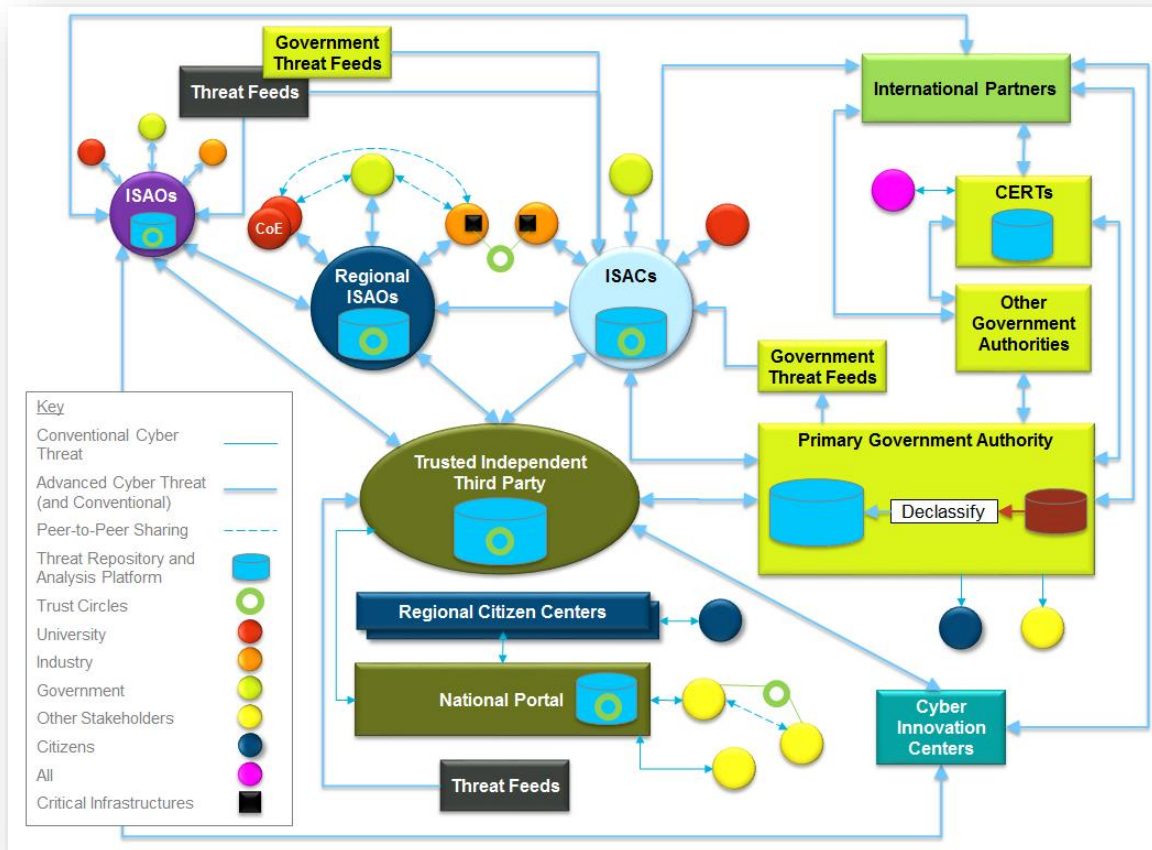 Government
Threat Feeds
Threat Feeds
International Partners
ISAOs
CERTs
CoE
Regional
ISAOs
ISACs
Other
Government
Authorities
Government
Threat Feeds
Key
Conventional Cyber
Threat
Advanced Cyber Threat
(and Conventional)
Peer-to-Peer Sharing
Threat Repository and
Analysis Platform
Trust Circles
University
Industry
Government
Other Stakeholders
Citizens
All
Critical Infrastructures
Trusted Independent
Third Party
Primary Government Authority
Declassify
Regional Citizen Centers
National Portal
Threat Feeds
Cyber
Innovation
Centers